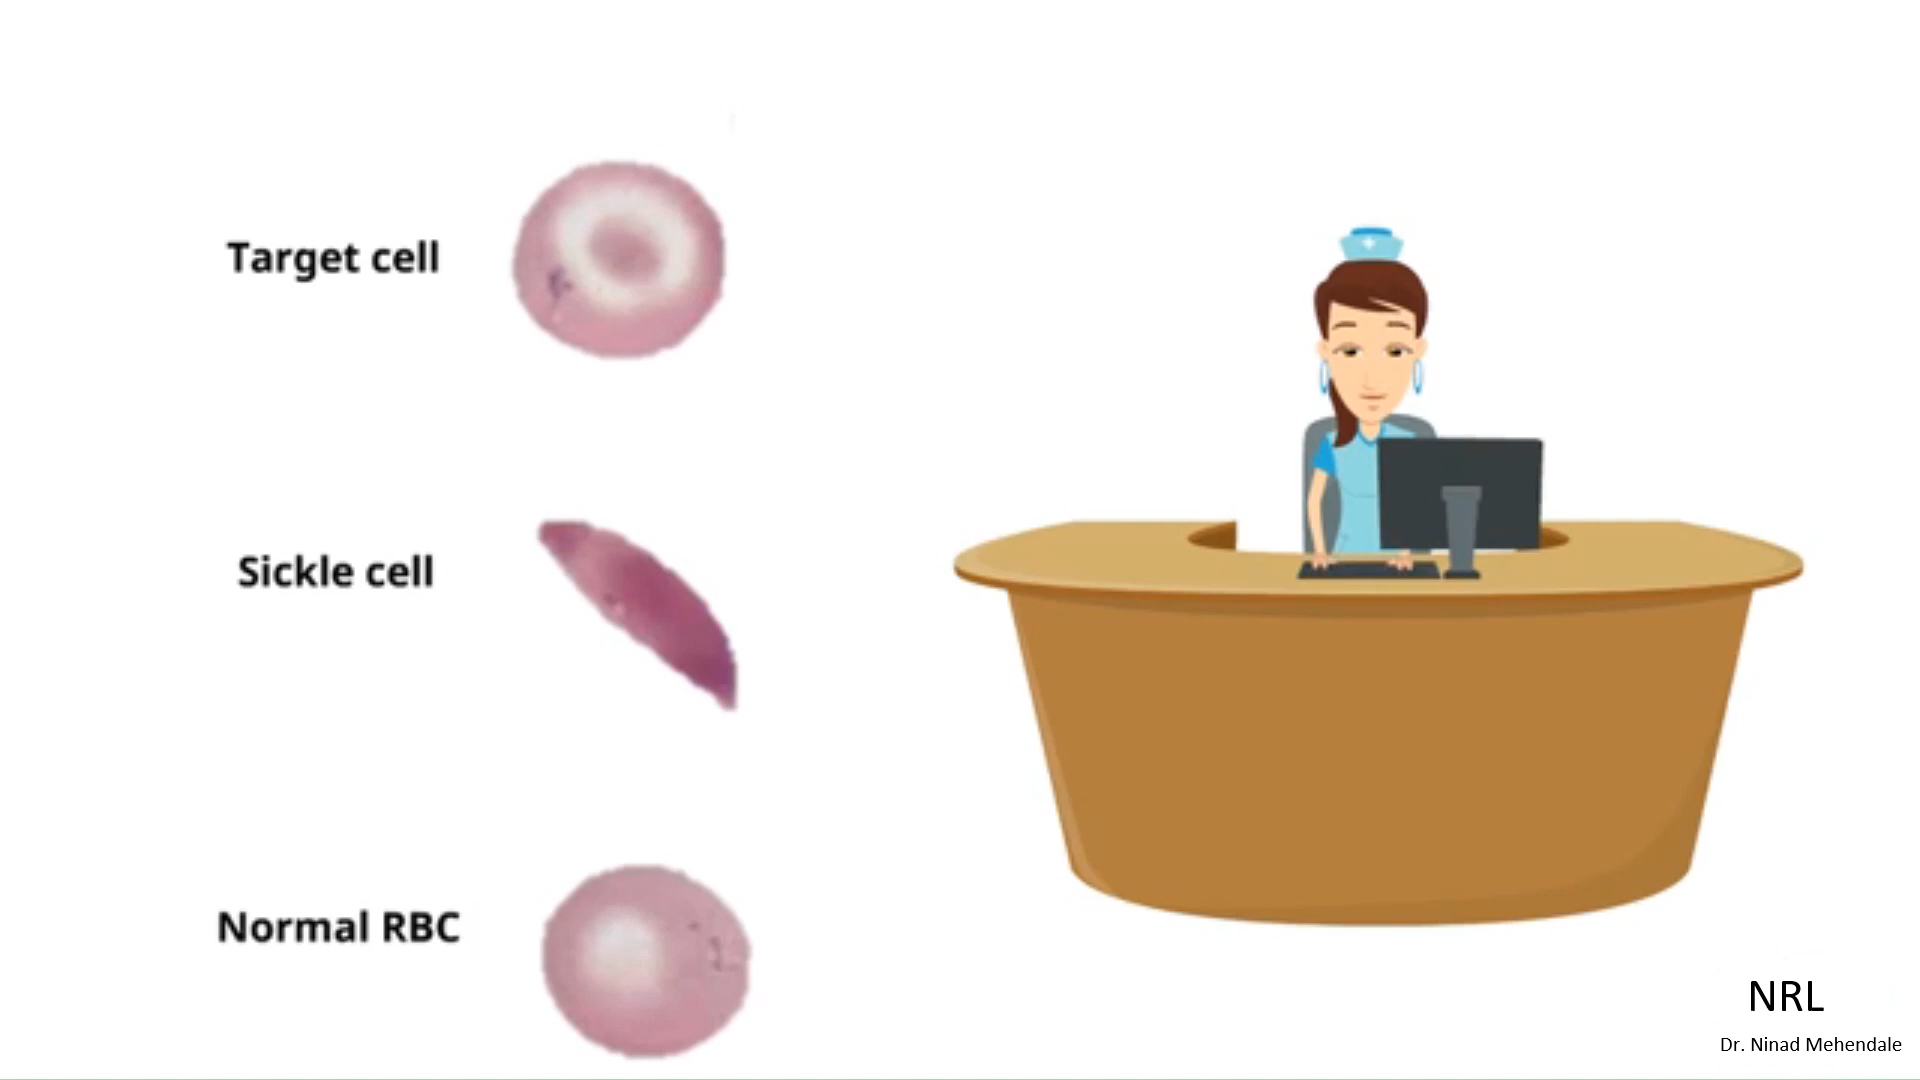 Target cell
Sickle cell
Normal RBC
NRL
Dr. Ninad Mehendale